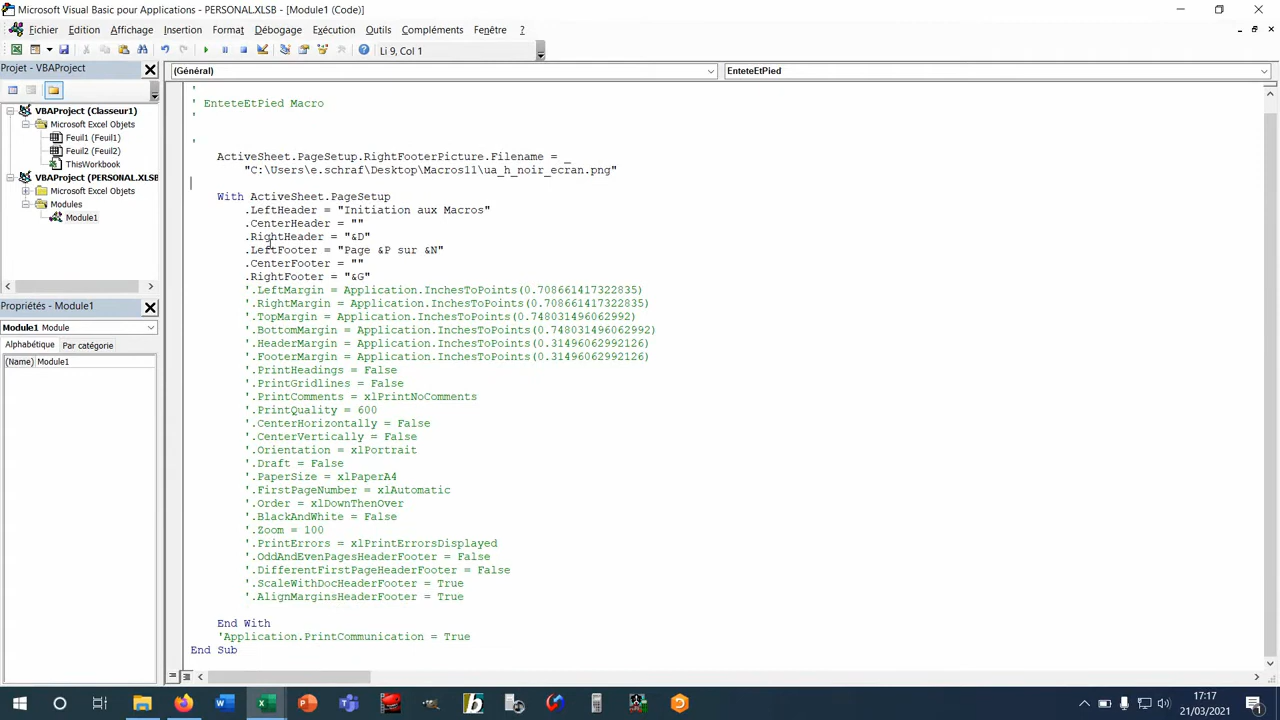 Microsoft Visual Basic pour Applications - PERSONAL.XLSB - [Module1 (Code)]
Fichier Edition Affichage Insertion Format Débogage Exécution Outils Compléments Fenêtre ?
Li 9, Col 1
Projet - VBAProject
(Général)
EnteteEtPied
VBAProject (Classeur1)
Microsoft Excel Objets
Feuil1 (Feuil1)
Feuil2 (Feuil2)
ThisWorkbook
VBAProject (PERSONAL.XLSB
Microsoft Excel Objets
Modules
Module1
Propriétés - Module1
Module1 Module
Alphabétique Par catégorie
(Name) Module1
'
' EnteteEtPied Macro
'
'
ActiveSheet.PageSetup.RightFooterPicture.Filename = _
"C:\Users\e.schraf\Desktop\Macros11\ua_h_noir_ecran.png"
With ActiveSheet.PageSetup
.LeftHeader = "Initiation aux Macros"
.CenterHeader = ""
.RightHeader = "&D"
.LeftFooter = "Page &P sur &N"
.CenterFooter = ""
.RightFooter = "&G"
'.LeftMargin = Application.InchesToPoints(0.708661417322835)
'.RightMargin = Application.InchesToPoints(0.708661417322835)
'.TopMargin = Application.InchesToPoints(0.748031496062992)
'.BottomMargin = Application.InchesToPoints(0.748031496062992)
'.HeaderMargin = Application.InchesToPoints(0.31496062992126)
'.FooterMargin = Application.InchesToPoints(0.31496062992126)
'.PrintHeadings = False
'.PrintGridlines = False
'.PrintComments = xlPrintNoComments
'.PrintQuality = 600
'.CenterHorizontally = False
'.CenterVertically = False
'.Orientation = xlPortrait
'.Draft = False
'.PaperSize = xlPaperA4
'.FirstPageNumber = xlAutomatic
'.Order = xlDownThenOver
'.BlackAndWhite = False
'.Zoom = 100
'.PrintErrors = xlPrintErrorsDisplayed
'.OddAndEvenPagesHeaderFooter = False
'.DifferentFirstPageHeaderFooter = False
'.ScaleWithDocHeaderFooter = True
'.AlignMarginsHeaderFooter = True
End With
'Application.PrintCommunication = True
End Sub
17:17
21/03/2021